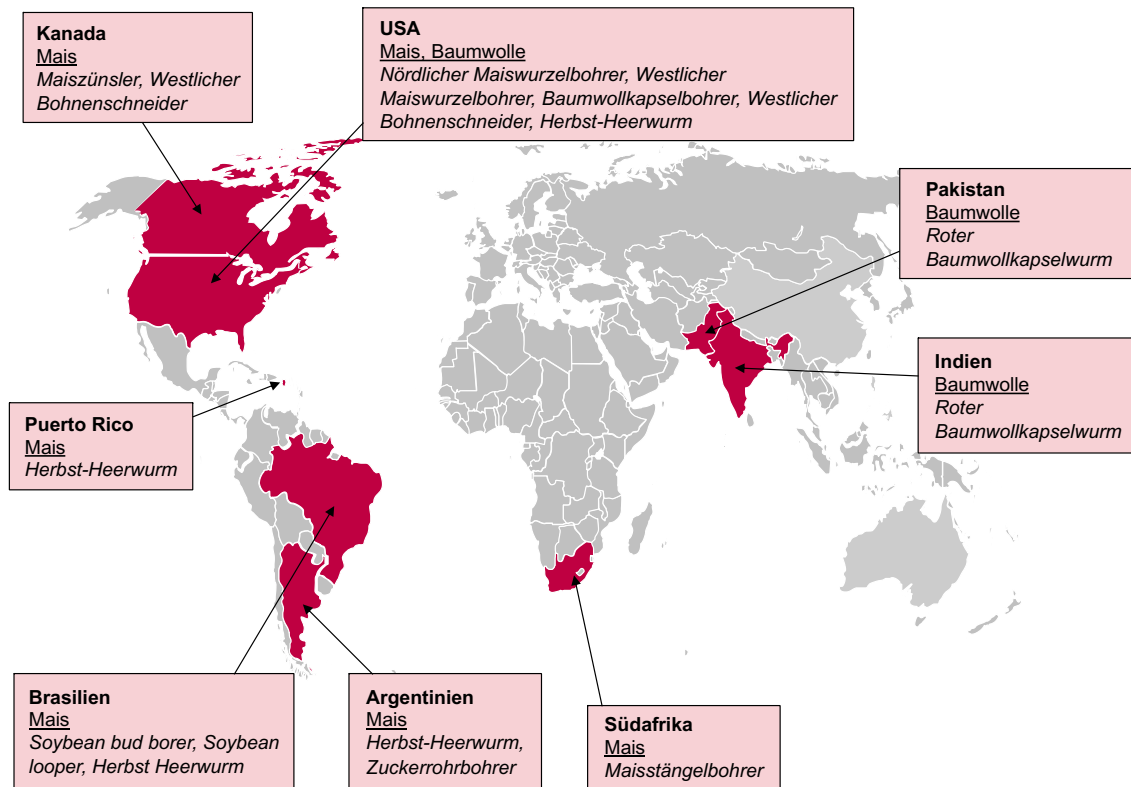 Kanada
Mais
Maiszünsler, Westlicher
Bohnenschneider
USA
Mais, Baumwolle
Nördlicher Maiswurzelbohrer, Westlicher
Maiswurzelbohrer, Baumwollkapselbohrer, Westlicher
Bohnenschneider, Herbst-Heerwurm
Pakistan
Baumwolle
Roter
Baumwollkapselwurm
Indien
Baumwolle
Roter
Baumwollkapselwurm
Puerto Rico
Mais
Herbst-Heerwurm
Brasilien
Mais
Soybean bud borer, Soybean
looper, Herbst Heerwurm
Argentinien
Mais
Herbst-Heerwurm,
Zuckerrohrbohrer
Südafrika
Mais
Maisstängelbohrer